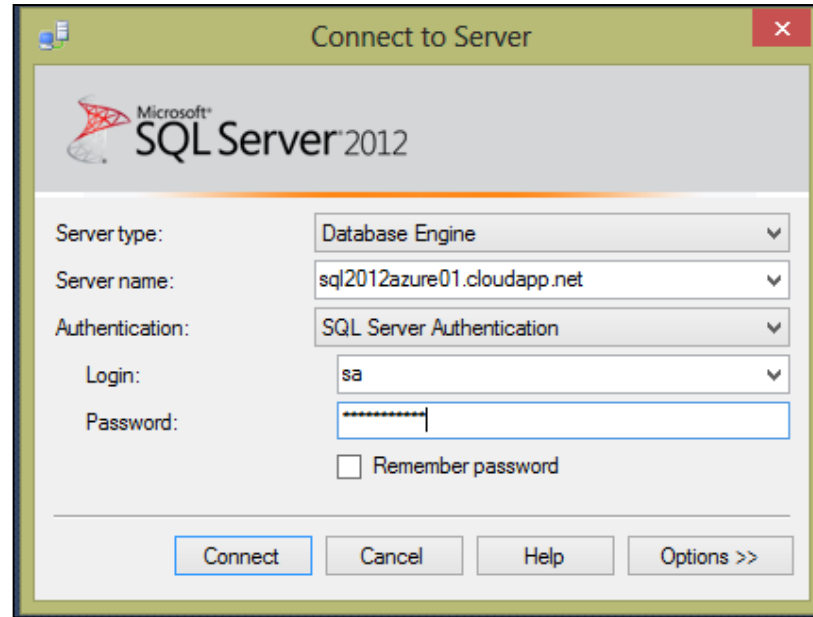 Connect to Server
Microsoft®
SQL Server® 2012
Server type: Database Engine
Server name: sql2012azure01.cloudapp.net
Authentication: SQL Server Authentication
Login: sa
Password: ***********
Remember password
Connect Cancel Help Options >>